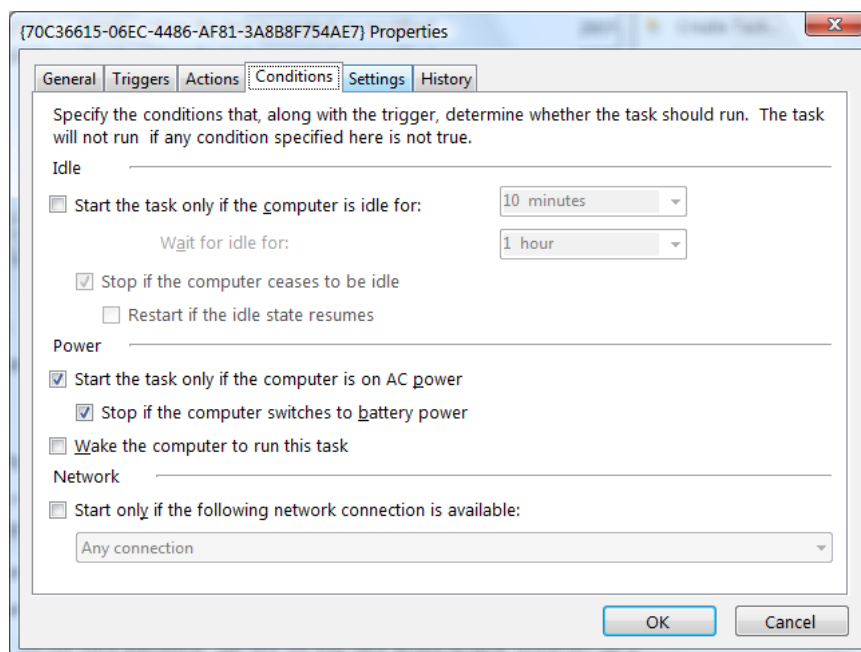 {70C36615-06EC-4486-AF81-3A8B8F754AE7} Properties
Create Task...
General Triggers Actions Conditions Settings History
Specify the conditions that, along with the trigger, determine whether the task should run. The task
will not run if any condition specified here is not true.
Idle
Start the task only if the computer is idle for: 10 minutes
Wait for idle for: 1 hour
Stop if the computer ceases to be idle
Restart if the idle state resumes
Power
Start the task only if the computer is on AC power
Stop if the computer switches to battery power
Wake the computer to run this task
Network
Start only if the following network connection is available:
Any connection
OK Cancel